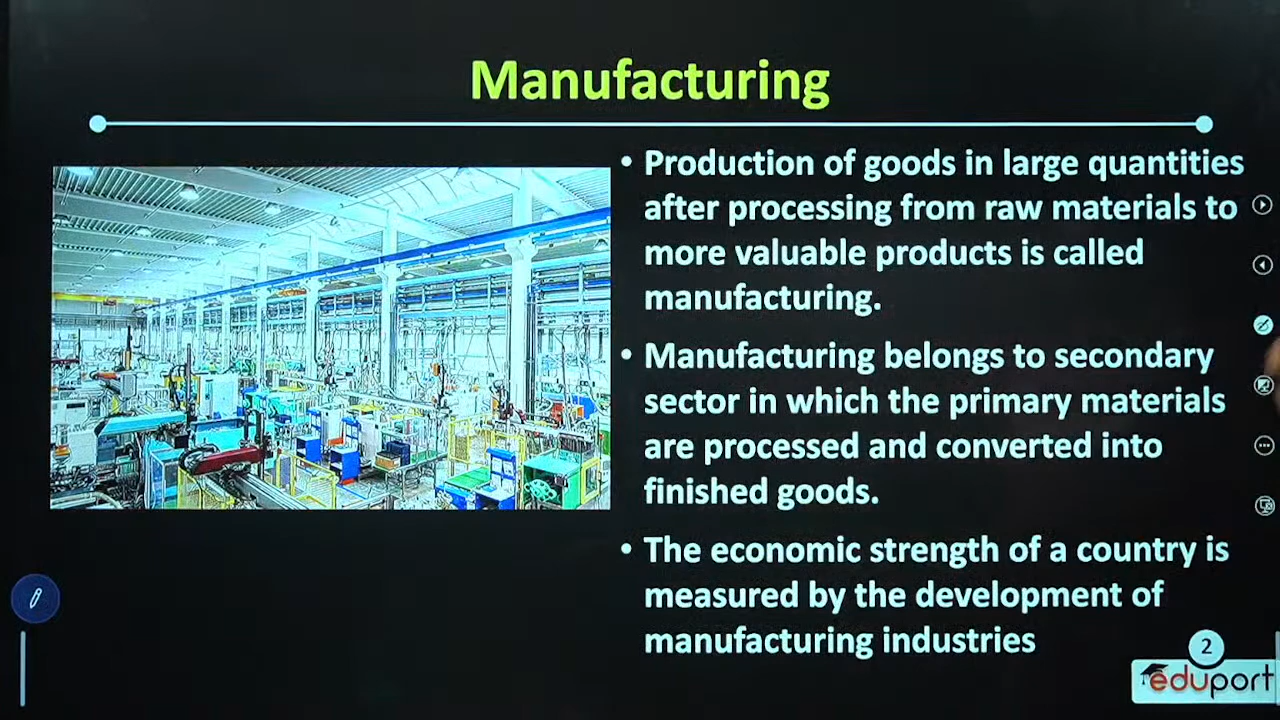 Manufacturing
• Production of goods in large quantities
after processing from raw materials to
more valuable products is called
manufacturing.
• Manufacturing belongs to secondary
sector in which the primary materials
are processed and converted into
finished goods.
• The economic strength of a country is
measured by the development of
manufacturing industries
2
eduport